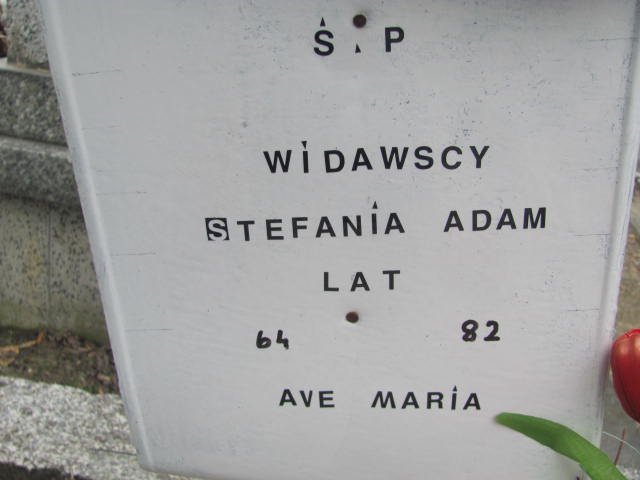 Ś.P
WIDAWSCY
STEFANIA ADAM
LAT
64 82
AVE MARIA